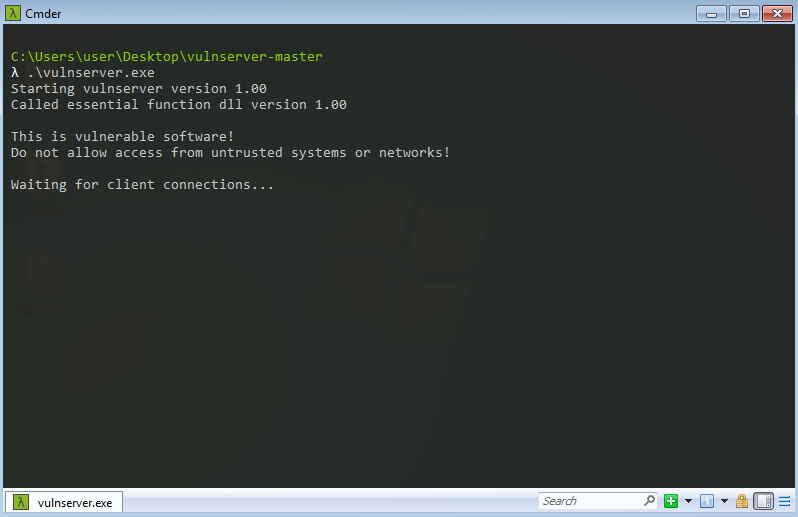 Cmder
C:\Users\user\Desktop\vulnserver-master
λ .\vulnserver.exe
Starting vulnserver version 1.00
Called essential function dll version 1.00
This is vulnerable software!
Do not allow access from untrusted systems or networks!
Waiting for client connections...
λ vulnserver.exe
Search